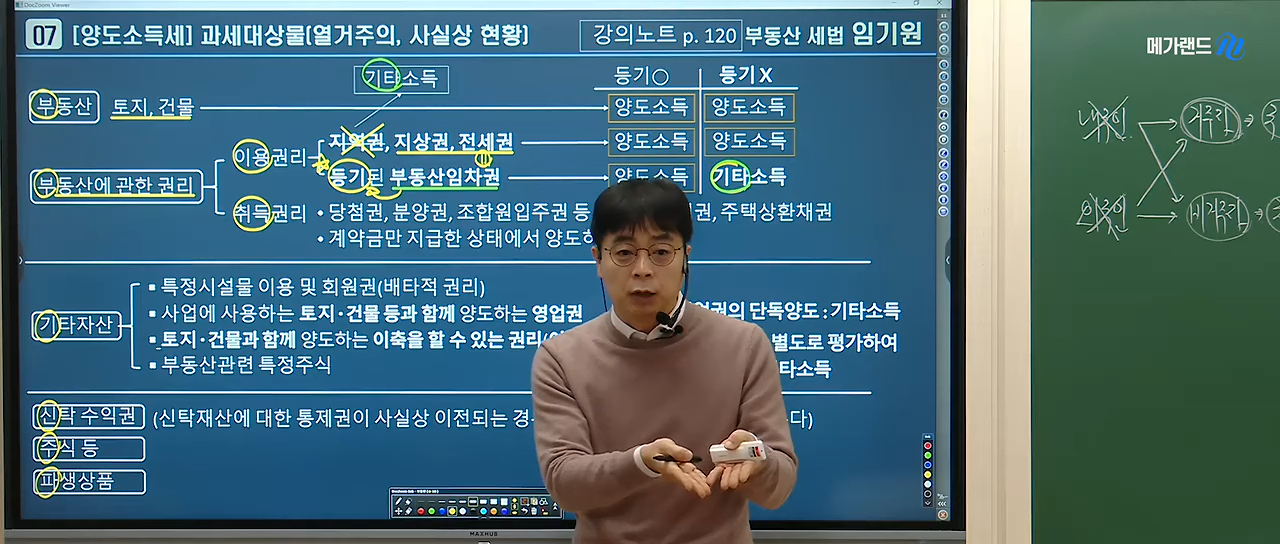 DocZoom Viewer
07 [양도소득세] 과세대상물[열거주의, 사실상 현황] 강의노트 p. 120 부동산 세법 임기원
메가랜드
기타소득 등기○ 등기 X
부동산 토지, 건물 양도소득 양도소득
이용권리 지역권, 지상권, 전세권 양도소득 양도소득
부동산에 관한 권리 등기된 부동산임차권 양도소득 기타소득
취득권리 • 당첨권, 분양권, 조합원입주권 등 권, 주택상환채권
• 계약금만 지급한 상태에서 양도하
기타자산 ▪ 특정시설물 이용 및 회원권(배타적 권리)
▪ 사업에 사용하는 토지·건물 등과 함께 양도하는 영업권 권의 단독양도 : 기타소득
▪ 토지·건물과 함께 양도하는 이축을 할 수 있는 권리 별도로 평가하여
▪ 부동산관련 특정주식 타소득
신탁 수익권 (신탁재산에 대한 통제권이 사실상 이전되는 경 다)
주식 등
파생상품
MAXHUB
거주자
비거주자